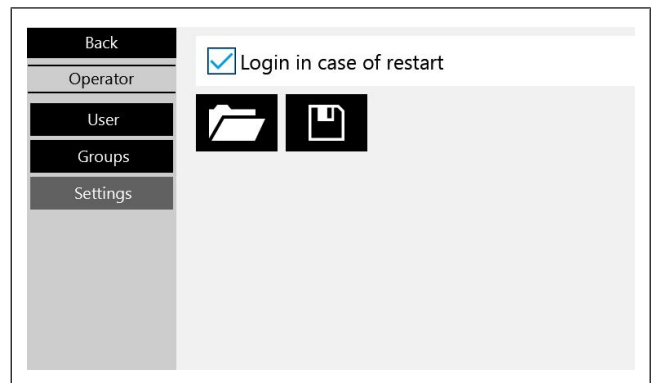 Back
Operator
User
Groups
Settings
Login in case of restart